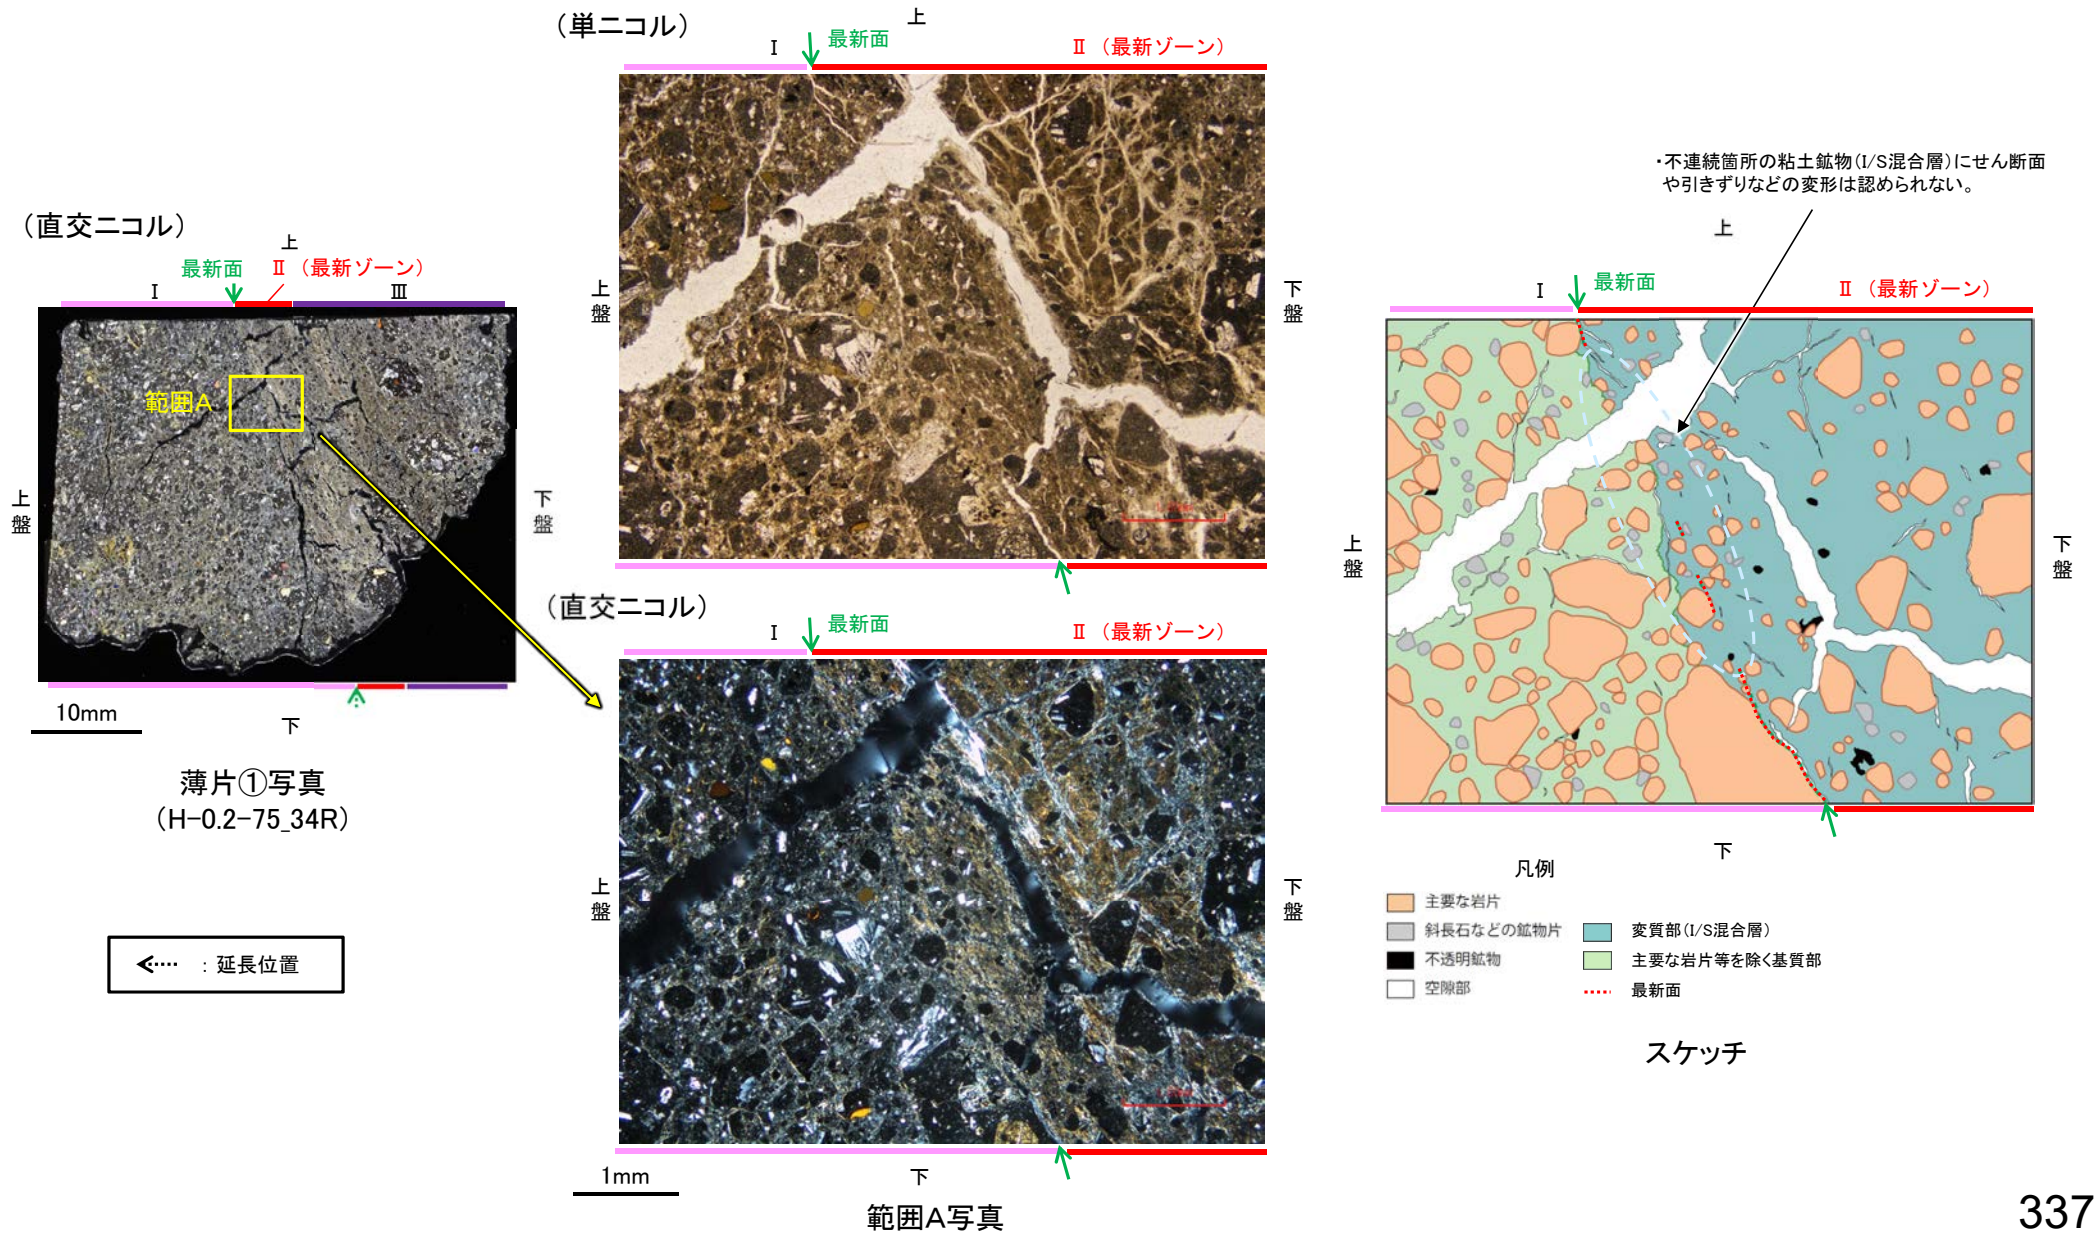 (直交ニコル)
上
最新面
Ⅱ (最新ゾーン)
Ⅰ
Ⅲ
範囲A
上盤
下盤
10mm
下
薄片①写真
(H-0.2-75_34R)
:延長位置
(単ニコル)
上
Ⅰ
最新面
Ⅱ (最新ゾーン)
上盤
下盤
(直交ニコル)
Ⅰ
最新面
Ⅱ (最新ゾーン)
上盤
下盤
1mm
下
範囲A写真
・不連続箇所の粘土鉱物(I/S混合層)にせん断面
や引きずりなどの変形は認められない。
上
Ⅰ
最新面
Ⅱ (最新ゾーン)
上盤
下盤
下
凡例
主要な岩片
斜長石などの鉱物片
不透明鉱物
空隙部
変質部(I/S混合層)
主要な岩片等を除く基質部
最新面
スケッチ
337